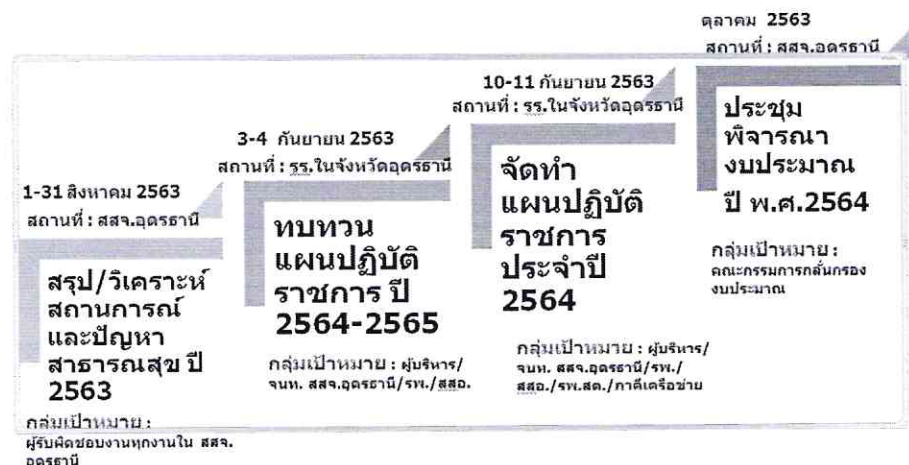 1-31 สิงหาคม 2563
สถานที่ : สสจ.อุดรธานี
สรุป/วิเคราะห์
สถานการณ์
และปัญหา
สาธารณสุข ปี
2563
กลุ่มเป้าหมาย :
ผู้รับผิดชอบงานทุกงานใน สสจ.
อุดรธานี
3-4 กันยายน 2563
สถานที่ : รร.ในจังหวัดอุดรธานี
ทบทวน
แผนปฏิบัติ
ราชการ ปี
2564-2565
กลุ่มเป้าหมาย : ผู้บริหาร/
จนท. สสจ.อุดรธานี/รพ./สสอ.
10-11 กันยายน 2563
สถานที่ : รร.ในจังหวัดอุดรธานี
จัดทำ
แผนปฏิบัติ
ราชการ
ประจำปี
2564
กลุ่มเป้าหมาย : ผู้บริหาร/
จนท. สสจ.อุดรธานี/รพ./
สสอ./รพ.สต./ภาคีเครือข่าย
ตุลาคม 2563
สถานที่ : สสจ.อุดรธานี
ประชุม
พิจารณา
งบประมาณ
ปี พ.ศ.2564
กลุ่มเป้าหมาย :
คณะกรรมการกลั่นกรอง
งบประมาณ